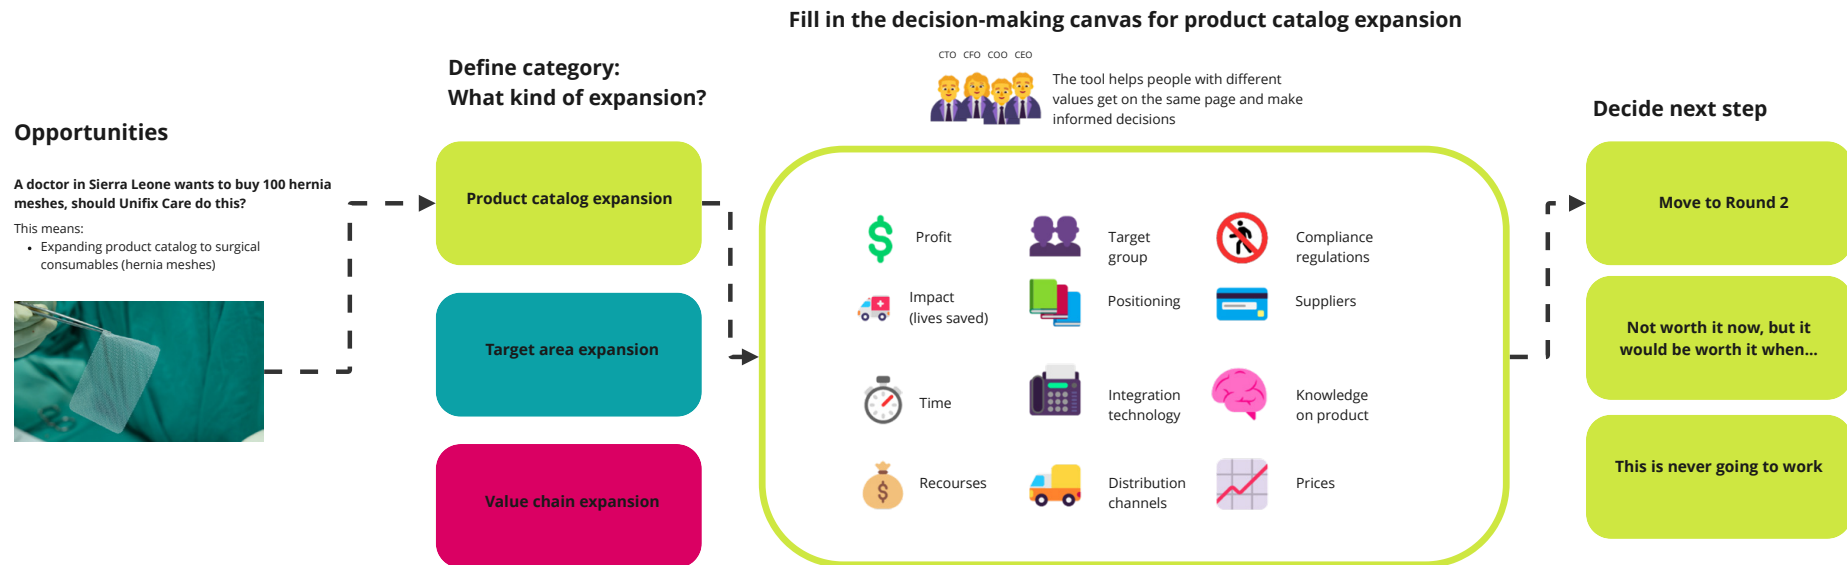 Fill in the decision-making canvas for product catalog expansion
CTO CFO COO CEO
The tool helps people with different
values get on the same page and make
informed decisions
Define category:
What kind of expansion?
Decide next step
Opportunities
A doctor in Sierra Leone wants to buy 100 hernia
meshes, should Unifix Care do this?
This means:
• Expanding product catalog to surgical
consumables (hernia meshes)
Product catalog expansion
Target area expansion
Value chain expansion
Profit
Target
group
Compliance
regulations
Impact
(lives saved)
Positioning
Suppliers
Time
Integration
technology
Knowledge
on product
Recourses
Distribution
channels
Prices
Move to Round 2
Not worth it now, but it
would be worth it when...
This is never going to work